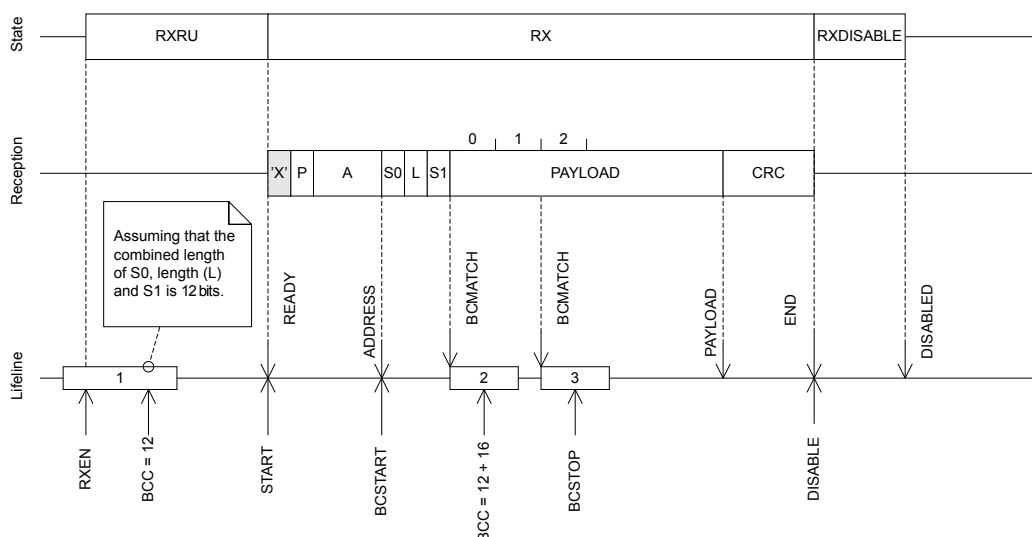 State
RXRU
RX
RXDISABLE
Reception
0
1
2
'X'
P
A
S0
L
S1
PAYLOAD
CRC
Assuming that the
combined length
of S0, length (L)
and S1 is 12 bits.
READY
ADDRESS
BCMATCH
BCMATCH
PAYLOAD
END
DISABLED
Lifeline
1
2
3
RXEN
BCC = 12
START
BCSTART
BCC = 12 + 16
BCSTOP
DISABLE